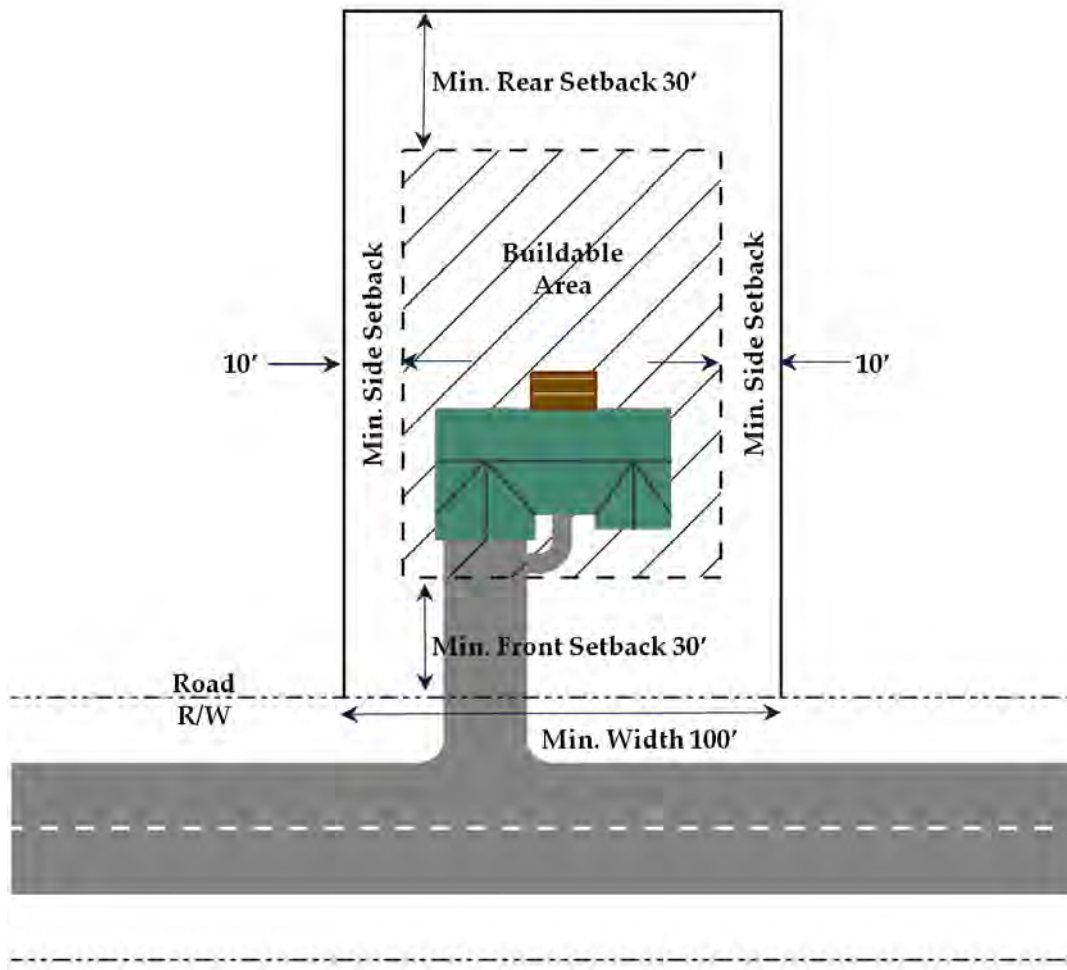 Min. Rear Setback 30’
Buildable
Area
Min. Side Setback
Min. Side Setback
10’
10’
Min. Front Setback 30’
Road
R/W
Min. Width 100’